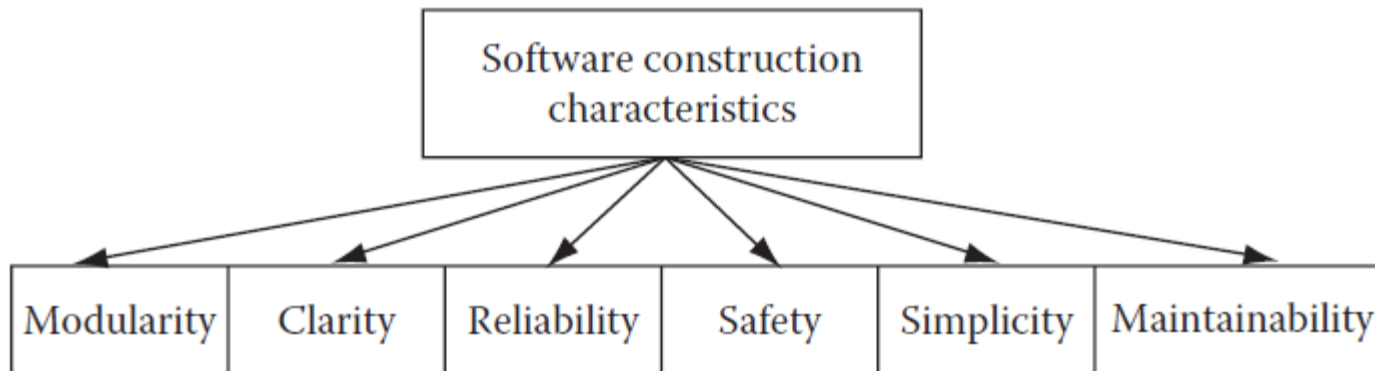 Software construction
characteristics
Modularity
Clarity
Reliability
Safety
Simplicity
Maintainability